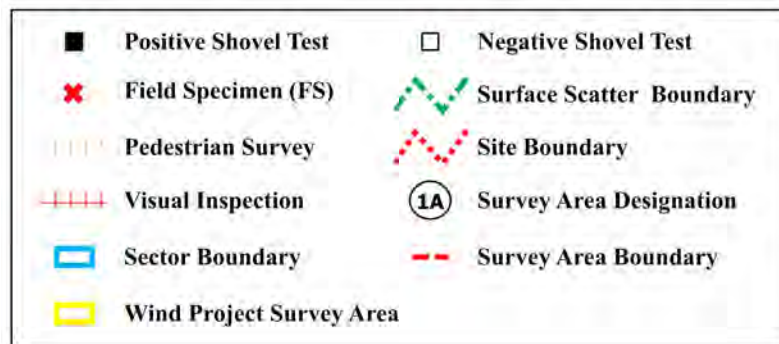 Positive Shovel Test
Negative Shovel Test
Field Specimen (FS)
Surface Scatter Boundary
Pedestrian Survey
Site Boundary
Visual Inspection
1A Survey Area Designation
Sector Boundary
Survey Area Boundary
Wind Project Survey Area